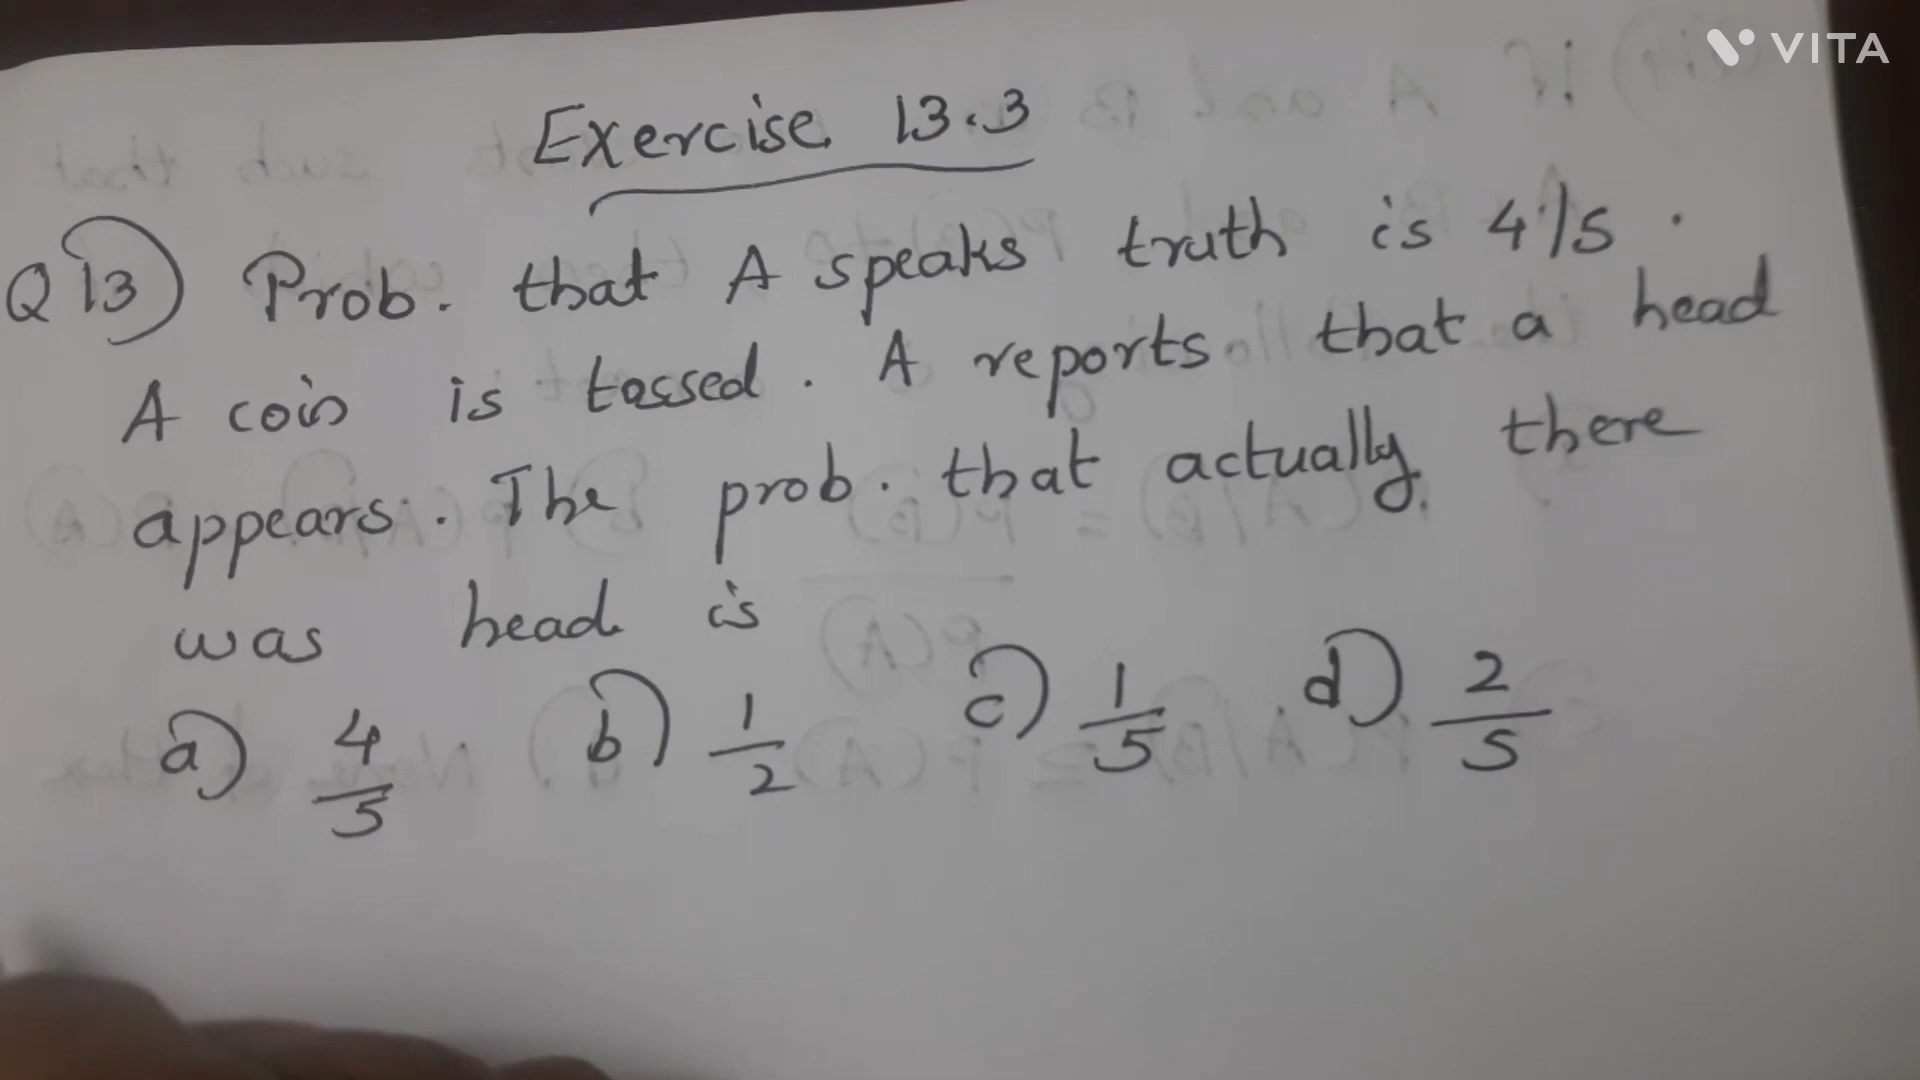 VITA
Exercise 13.3
Q13) Prob. that A speaks truth is 4/5.
A coin is tossed. A reports that a head
appears. The prob. that actually there
was head is
a) 4/5 b) 1/2 c) 1/5 d) 2/5